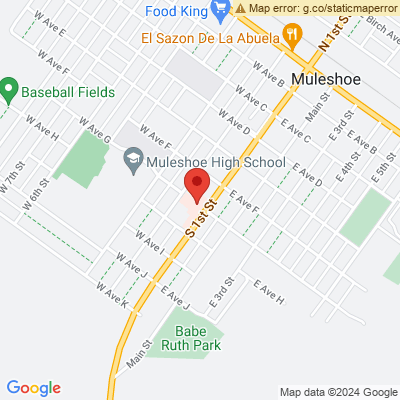 Map error: g.co/staticmaperror
Food King
El Sazon De La Abuela
N 1st St
Birch Ave
W Ave E
W Ave F
W Ave B
W Ave C
Muleshoe
Baseball Fields
W Ave H
W Ave G
W Ave D
W Ave F
E Ave C
Main St
E 3rd St
E Ave B
E 4th St
E 5th St
Muleshoe High School
E Ave D
W 7th St
W 6th St
E Ave F
S 1st St
W Ave I
W Ave J
W Ave K
E Ave J
E 3rd St
E Ave H
Babe
Ruth Park
Main St
Google
Map data ©2024 Google